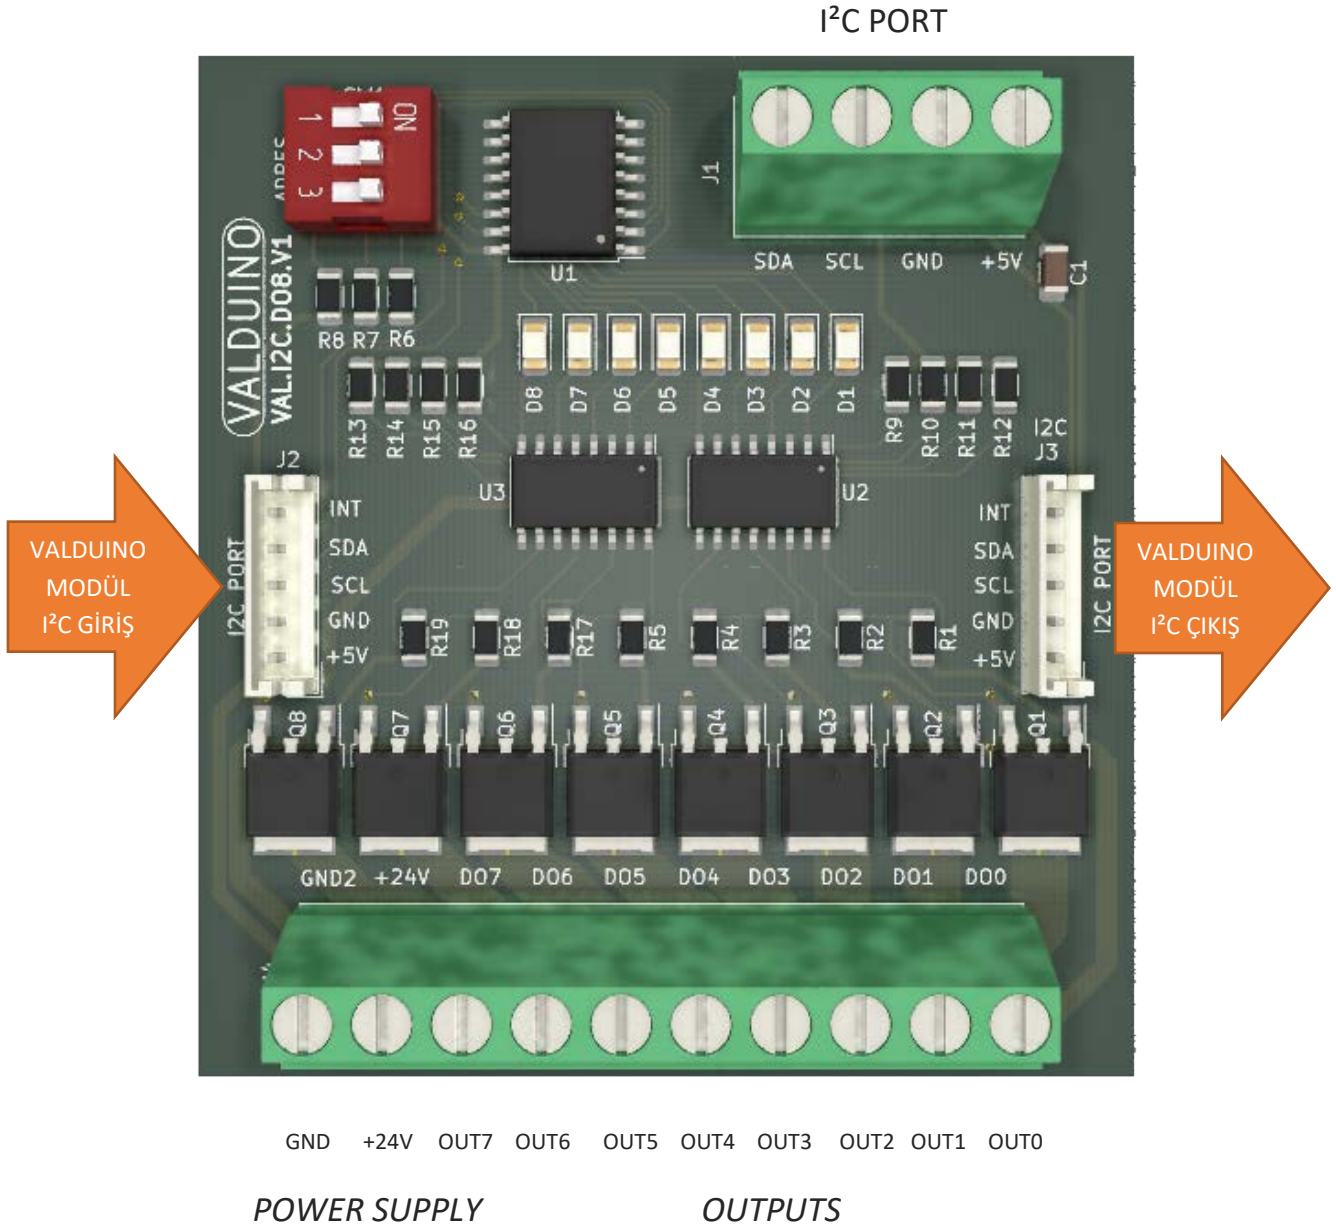 I²C PORT
1 ON
2
3
J1
SDA SCL GND +5V
C1
U1
VALDUINO
VAL.I2C.DO8.V1
R8 R7 R6
D8 D7 D6 D5 D4 D3 D2 D1
R13 R14 R15 R16
R9 R10 R11 R12
I2C
J2
J3
U3
U2
INT
SDA
SCL
GND
+5V
I2C PORT
INT
SDA
SCL
GND
+5V
I2C PORT
VALDUINO
MODÜL
I²C GİRİŞ
VALDUINO
MODÜL
I²C ÇIKIŞ
R19 R18 R17 R5 R4 R3 R2 R1
Q8 Q7 Q6 Q5 Q4 Q3 Q2 Q1
GND2 +24V DO7 DO6 DO5 DO4 DO3 DO2 DO1 DO0
GND +24V OUT7 OUT6 OUT5 OUT4 OUT3 OUT2 OUT1 OUT0
POWER SUPPLY OUTPUTS